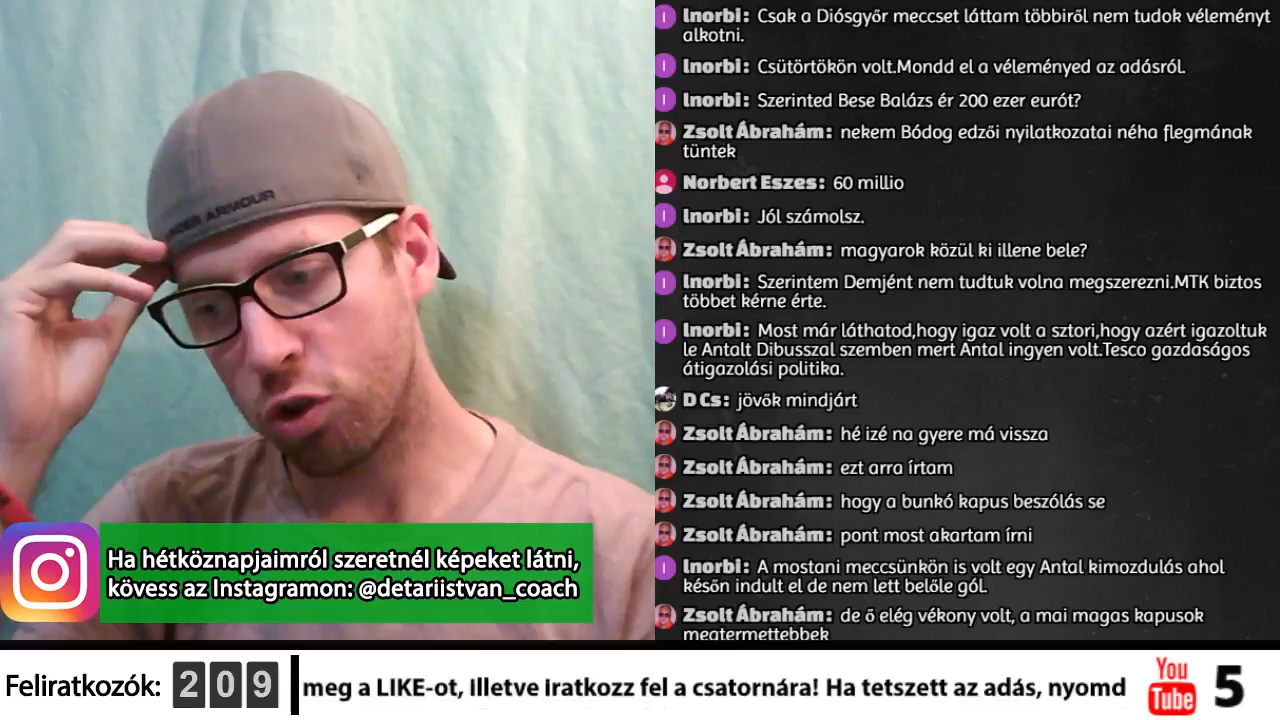 UNDER ARMOUR
lnorbi: Csak a Diósgyőr meccset láttam többiről nem tudok véleményt
alkotni.
lnorbi: Csütörtökön volt.Mondd el a véleményed az adásról.
lnorbi: Szerinted Bese Balázs ér 200 ezer eurót?
Zsolt Ábrahám: nekem Bódog edzői nyilatkozatai néha flegmának
tüntek
Norbert Eszes: 60 millio
lnorbi: Jól számolsz.
Zsolt Ábrahám: magyarok közül ki illene bele?
lnorbi: Szerintem Demjént nem tudtuk volna megszerezni.MTK biztos
többet kérne érte.
lnorbi: Most már láthatod,hogy igaz volt a sztori,hogy azért igazoltuk
le Antalt Dibusszal szemben mert Antal ingyen volt.Tesco gazdaságos
átigazolási politika.
D Cs: jövők mindjárt
Zsolt Ábrahám: hé izé na gyere má vissza
Zsolt Ábrahám: ezt arra írtam
Zsolt Ábrahám: hogy a bunkó kapus beszólás se
Zsolt Ábrahám: pont most akartam írni
lnorbi: A mostani meccsünkön is volt egy Antal kimozdulás ahol
későn indult el de nem lett belőle gól.
Zsolt Ábrahám: de ő elég vékony volt, a mai magas kapusok
megtermettebbek
Ha hétköznapjaimról szeretnél képeket látni,
kövess az Instagramon: @detariistvan_coach
Feliratkozók: 209
meg a LIKE-ot, Illetve Iratkozz fel a csatornára! Ha tetszett az adás, nyomd
You
Tube
5